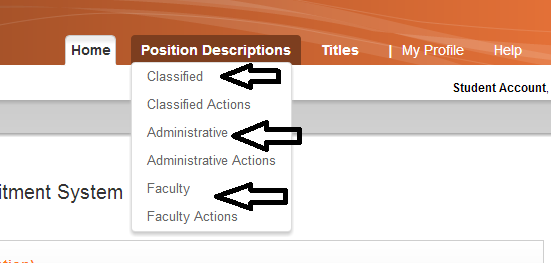 Home Position Descriptions Titles | My Profile Help
Classified
Student Account,
Classified Actions
Administrative
Administrative Actions
itment System
Faculty
Faculty Actions